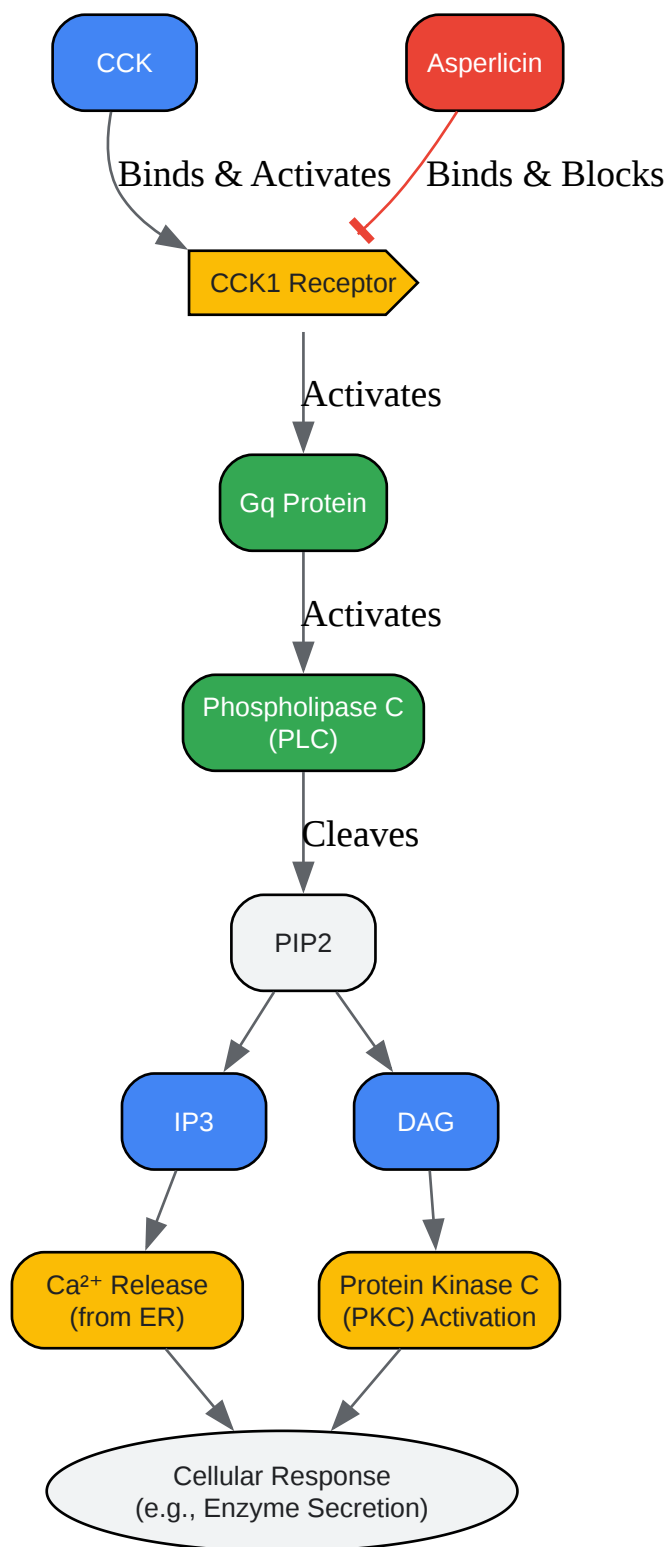 CCK
Asperlicin
Binds & Activates
Binds & Blocks
CCK1 Receptor
Activates
Gq Protein
Activates
Phospholipase C
(PLC)
Cleaves
PIP2
IP3
DAG
Ca²⁺ Release
(from ER)
Protein Kinase C
(PKC) Activation
Cellular Response
(e.g., Enzyme Secretion)